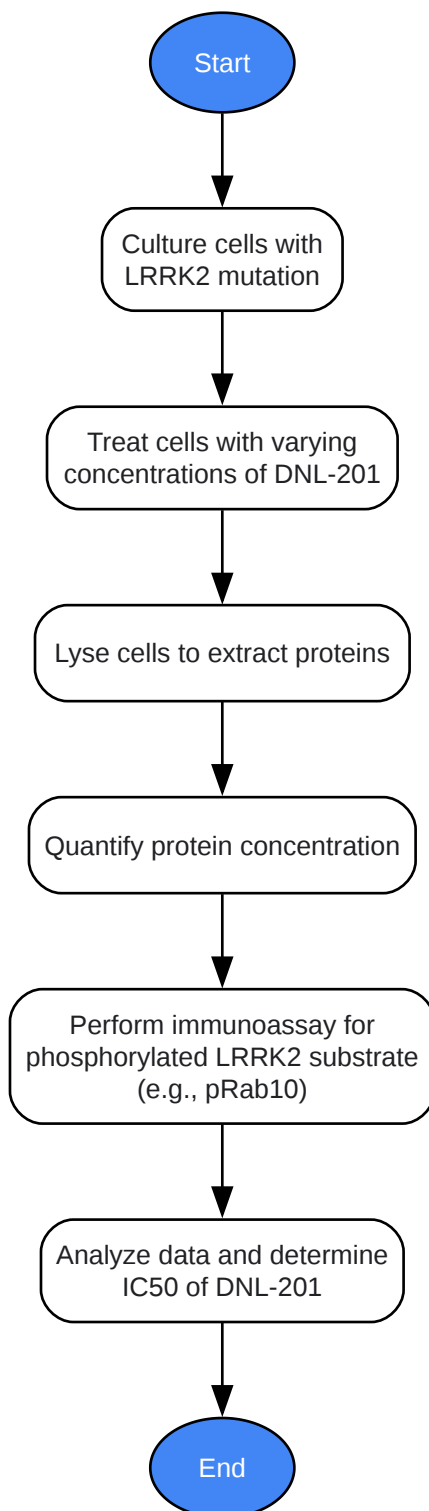 Start
Culture cells with
LRRK2 mutation
Treat cells with varying
concentrations of DNL-201
Lyse cells to extract proteins
Quantify protein concentration
Perform immunoassay for
phosphorylated LRRK2 substrate
(e.g., pRab10)
Analyze data and determine
IC50 of DNL-201
End